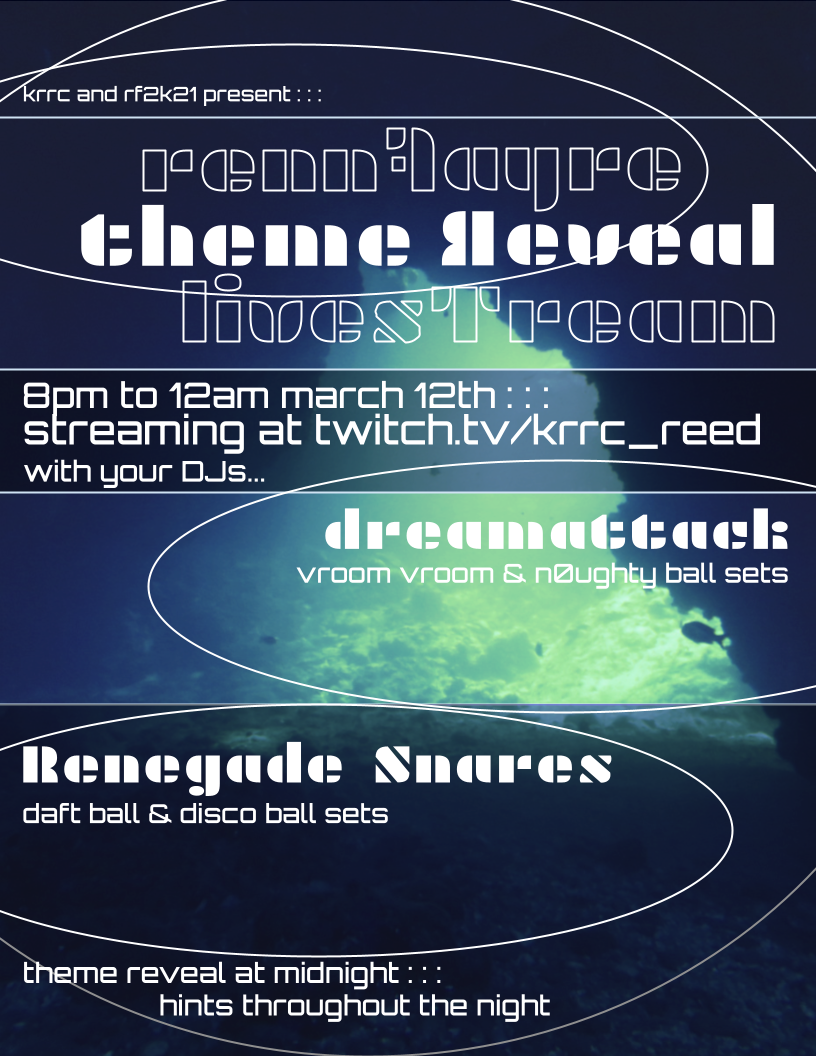 krrc and rf2k21 present : : :
renn:fayre
theme Reveal
livesTream
8pm to 12am march 12th : : :
streaming at twitch.tv/krrc_reed
with your DJs...
dreamattack
vroom vroom & n0ughty ball sets
Renegade Snares
daft ball & disco ball sets
theme reveal at midnight : : :
hints throughout the night